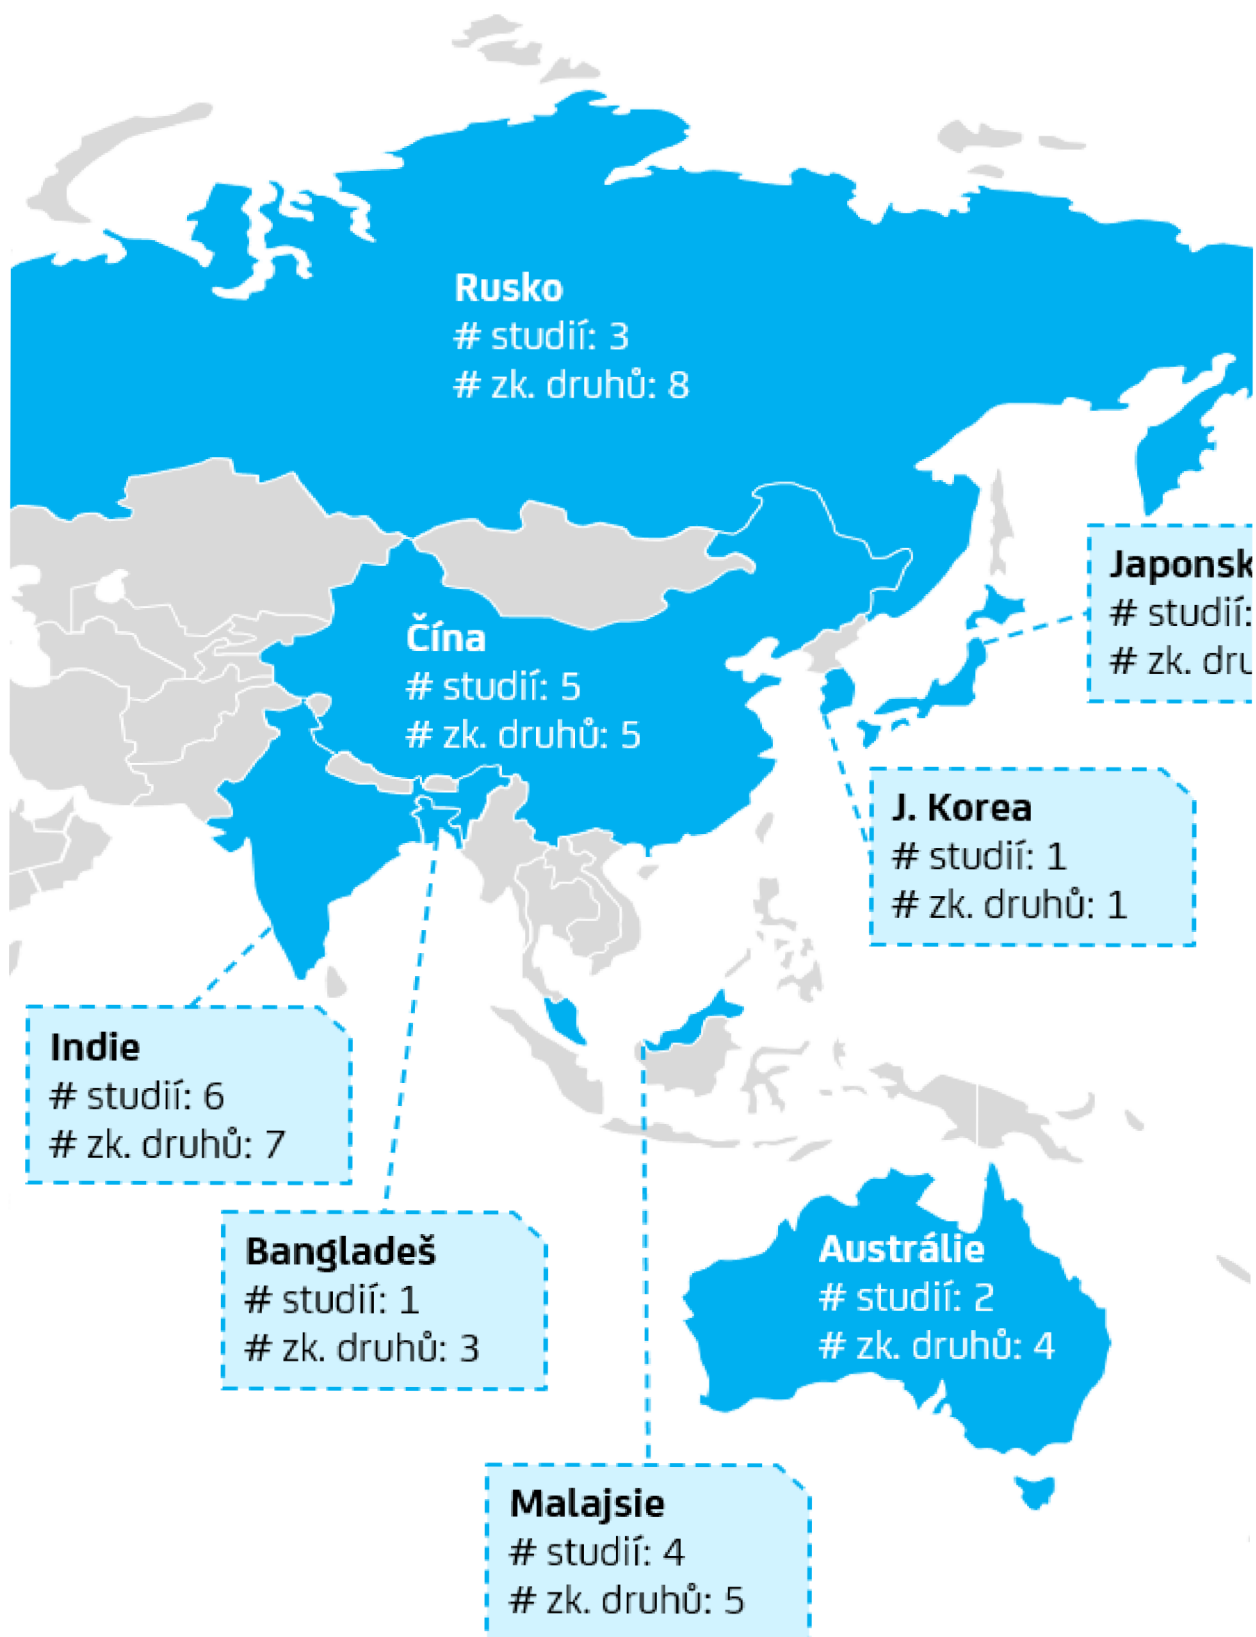 Rusko
# studií: 3
# zk. druhů: 8
Japonsk
# studií:
# zk. dru
Čína
# studií: 5
# zk. druhů: 5
J. Korea
# studií: 1
# zk. druhů: 1
Indie
# studií: 6
# zk. druhů: 7
Bangladeš
# studií: 1
# zk. druhů: 3
Austrálie
# studií: 2
# zk. druhů: 4
Malajsie
# studií: 4
# zk. druhů: 5